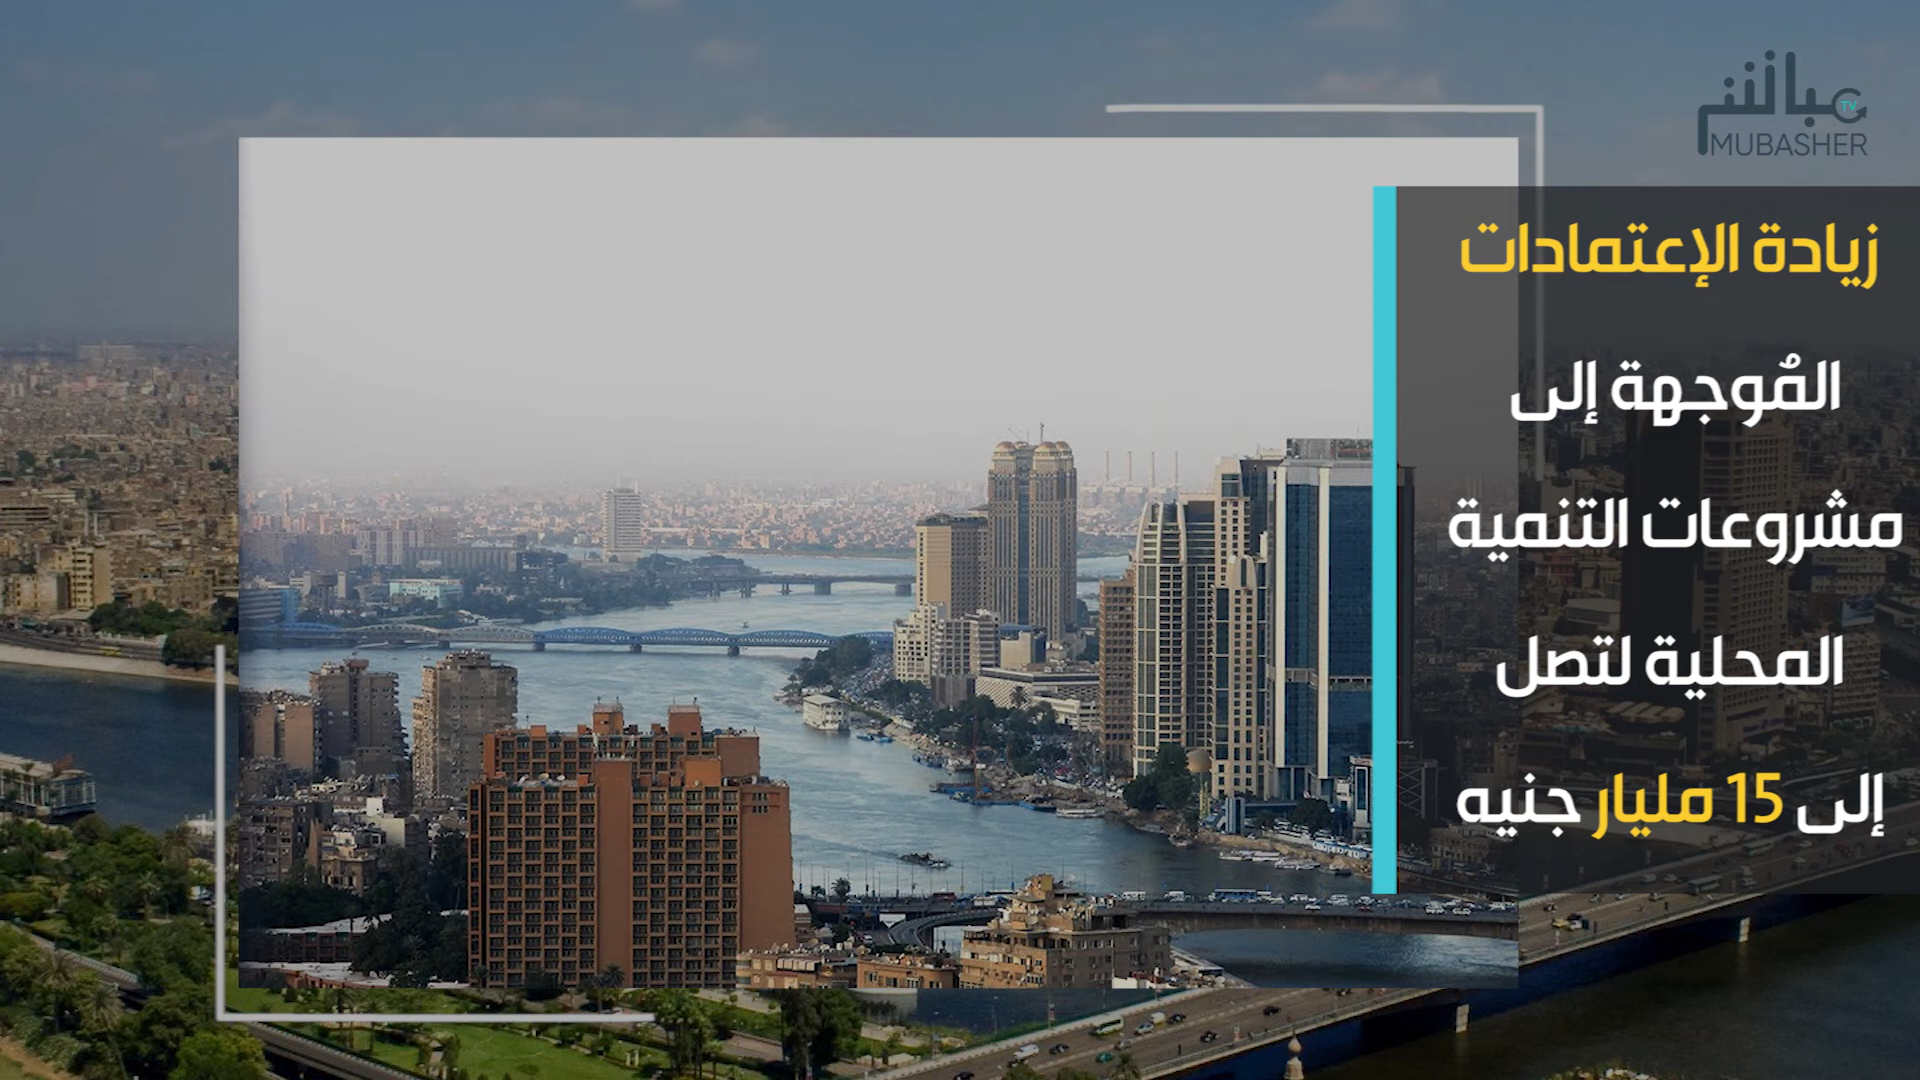 مباشر
TV
MUBASHER
زيادة الإعتمادات
المُوجهة إلى
مشروعات التنمية
المحلية لتصل
إلى 15 مليار جنيه